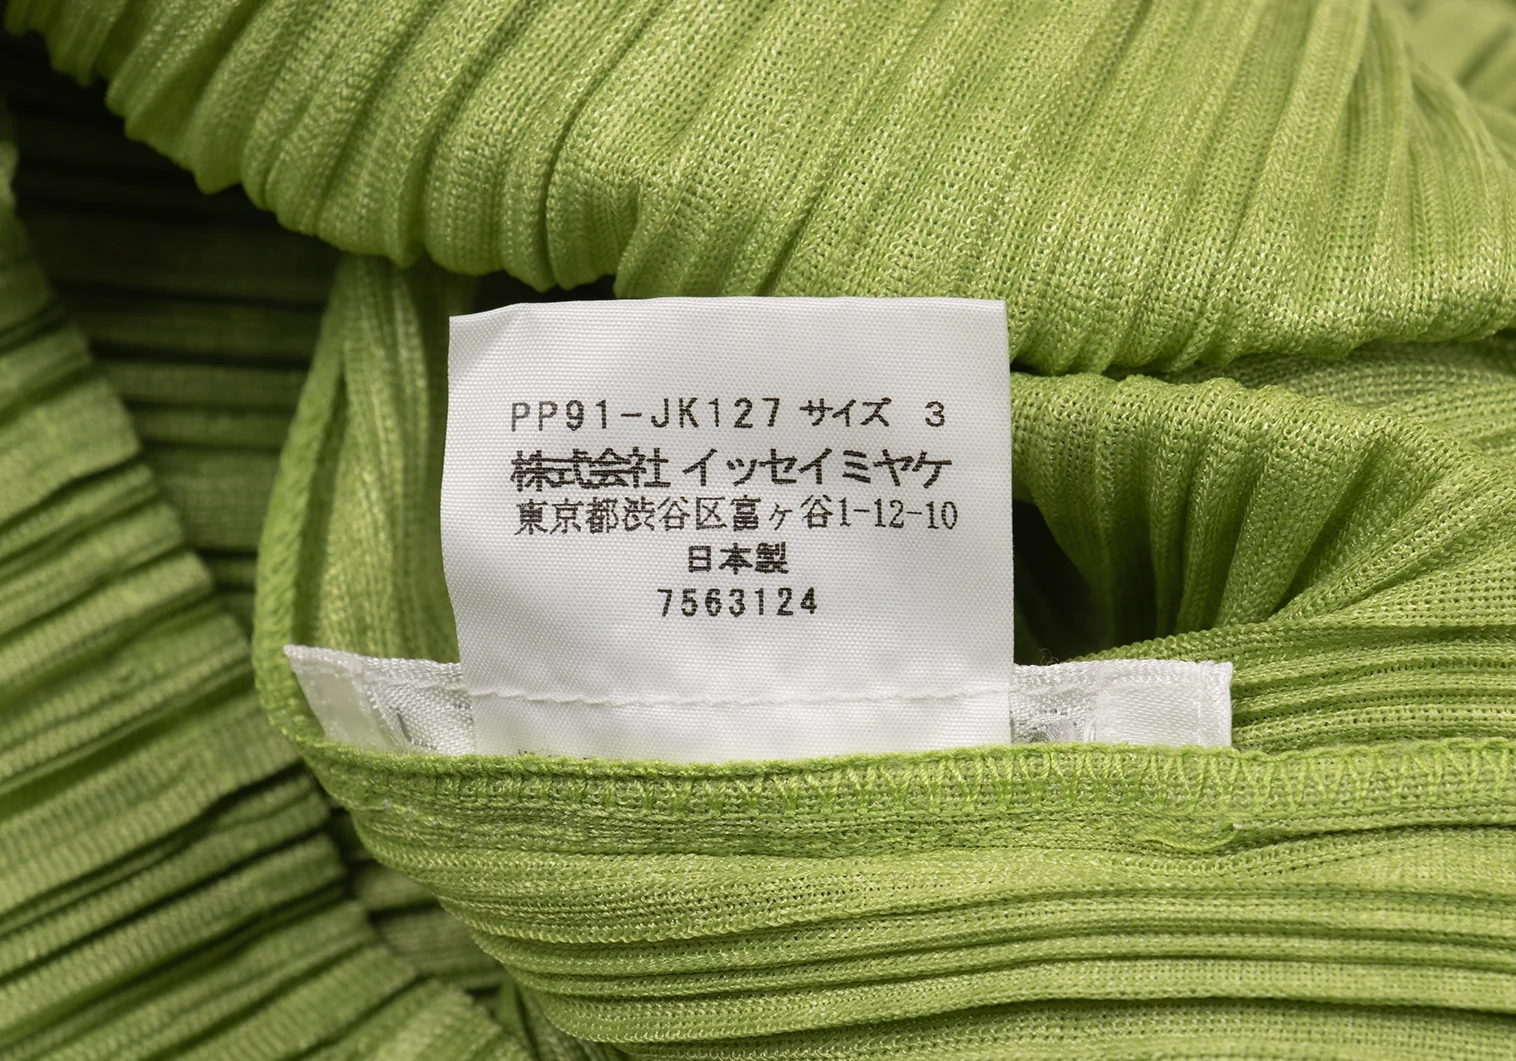 PP91-JK127 サイズ 3
株式会社 イッセイミヤケ
東京都渋谷区富ヶ谷1-12-10
日本製
7563124